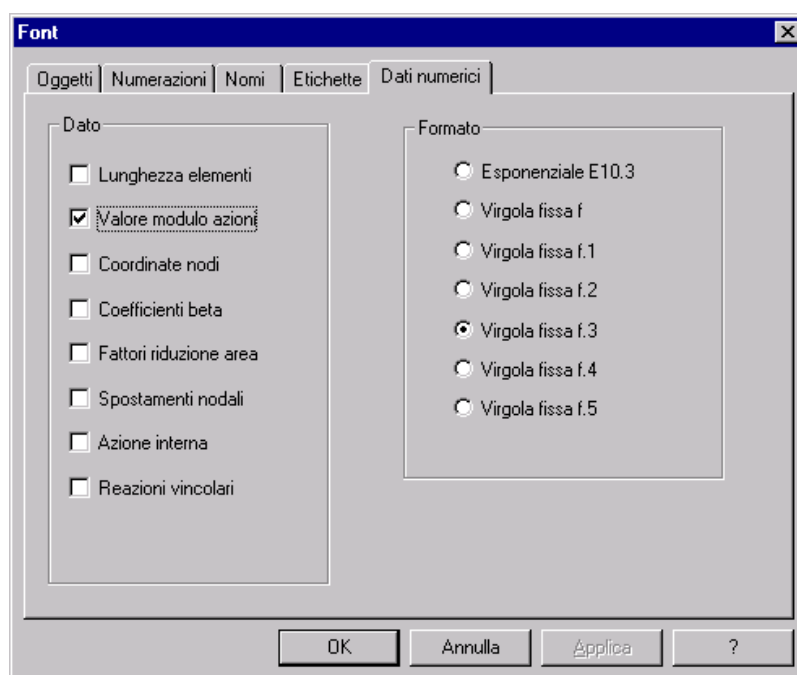 Font
Oggetti
Numerazioni
Nomi
Etichette
Dati numerici
Dato
Lunghezza elementi
Valore modulo azioni
Coordinate nodi
Coefficienti beta
Fattori riduzione area
Spostamenti nodali
Azione interna
Reazioni vincolari
Formato
Esponenziale E10.3
Virgola fissa f
Virgola fissa f.1
Virgola fissa f.2
Virgola fissa f.3
Virgola fissa f.4
Virgola fissa f.5
OK
Annulla
Applica
?